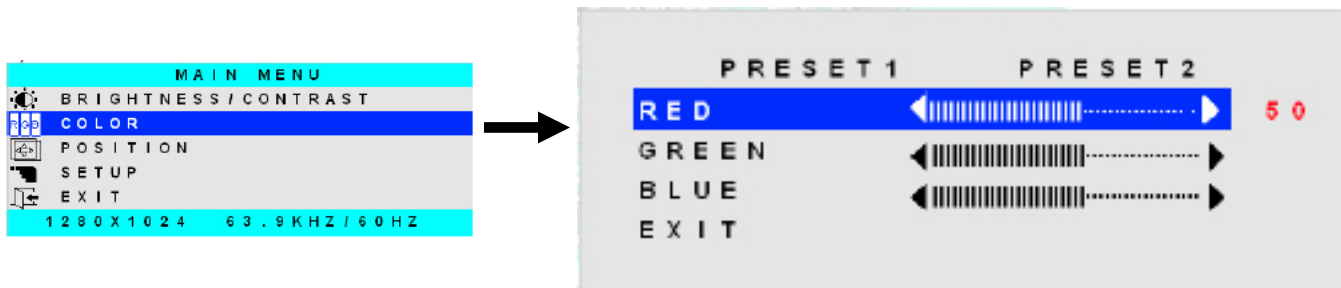 MAIN MENU
BRIGHTNESS/CONTRAST
RGB COLOR
POSITION
SETUP
EXIT
1280X1024 63.9KHZ/60HZ
PRESET1 PRESET2
RED 50
GREEN
BLUE
EXIT